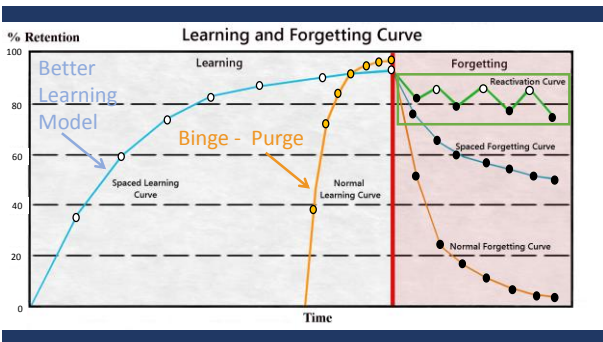 Learning and Forgetting Curve
% Retention
100
80
60
40
20
0
Learning
Forgetting
Better
Learning
Model
Binge - Purge
Spaced Learning
Curve
Normal
Learning Curve
Reactivation Curve
Spaced Forgetting Curve
Normal Forgetting Curve
Time